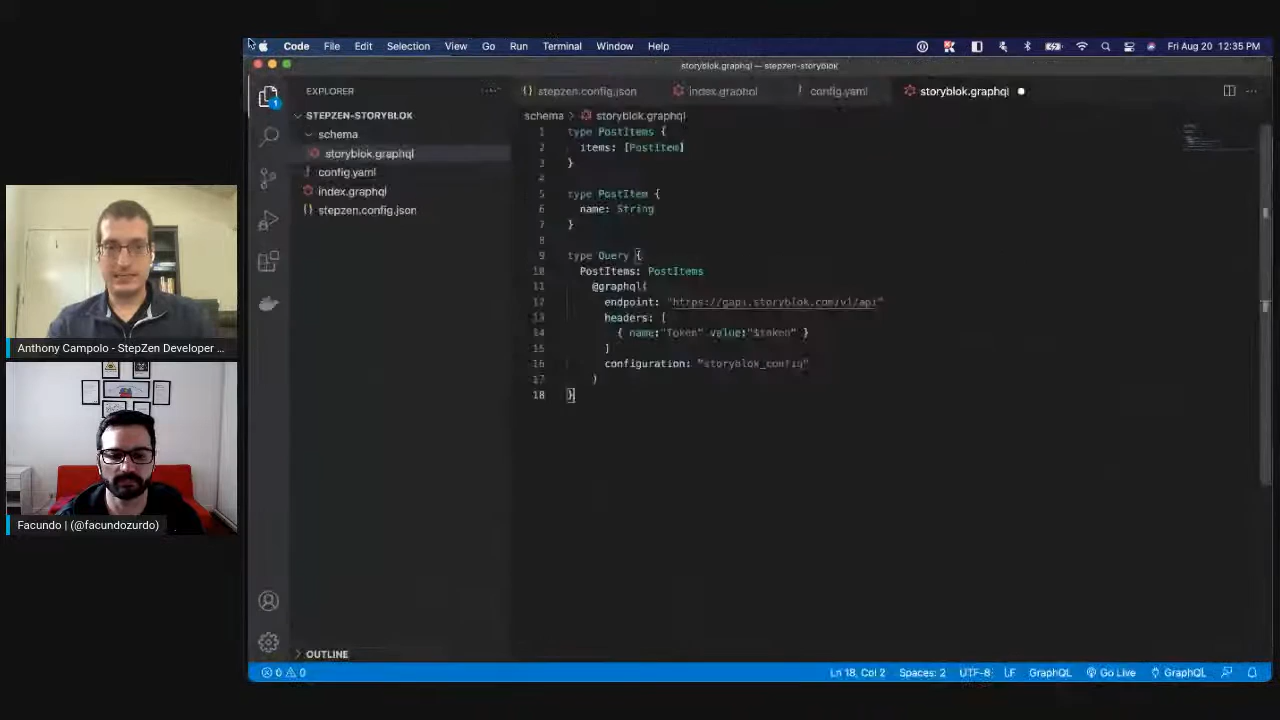 Code File Edit Selection View Go Run Terminal Window Help Fri Aug 20 12:35 PM
storyblok.graphql — stepzen-storyblok
EXPLORER
stepzen.config.json index.graphql config.yaml storyblok.graphql
STEPZEN-STORYBLOK
schema
storyblok.graphql
config.yaml
index.graphql
stepzen.config.json
schema > storyblok.graphql
1 type PostItems {
2 items: [PostItem]
3 }
4
5 type PostItem {
6 name: String
7 }
8
9 type Query {
10 PostItems: PostItems
11 @graphql(
12 endpoint: "https://gapi.storyblok.com/v1/api"
13 headers: [
14 { name:"Token" value:"$token" }
15 ]
16 configuration: "storyblok_config"
17 )
18 }
Anthony Campolo - StepZen Developer ...
Facundo | (@facundozurdo)
1
OUTLINE
0 0 Ln 18, Col 2 Spaces: 2 UTF-8 LF GraphQL Go Live GraphQL